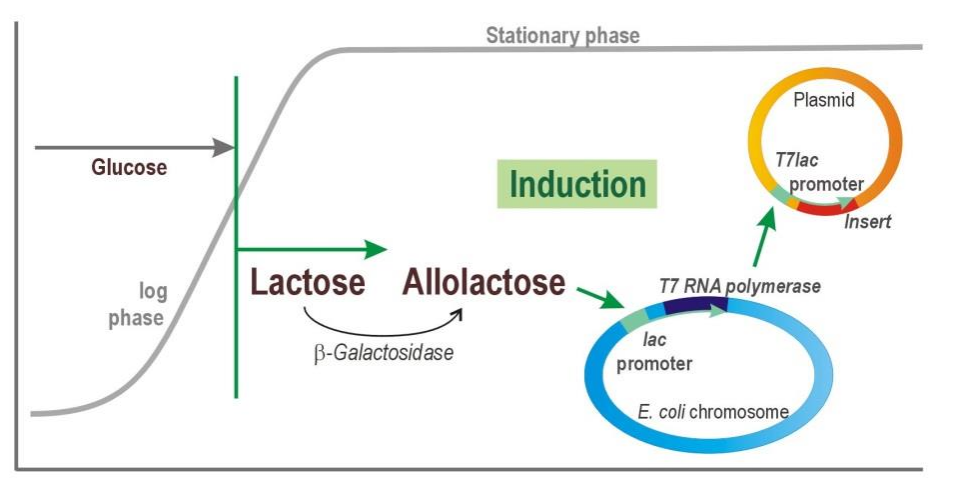 Stationary phase
Plasmid
T7lac
promoter
Insert
Glucose
Induction
log
phase
Lactose
Allolactose
β-Galactosidase
T7 RNA polymerase
lac
promoter
E. coli chromosome